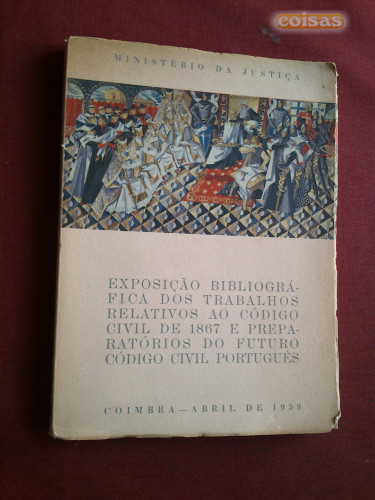 coisas
MINISTÉRIO DA JUSTIÇA
EXPOSIÇÃO BIBLIOGRÁ-
FICA DOS TRABALHOS
RELATIVOS AO CÓDIGO
CIVIL DE 1867 E PREPA-
RATÓRIOS DO FUTURO
CÓDIGO CIVIL PORTUGUÊS
COIMBRA — ABRIL DE 1959